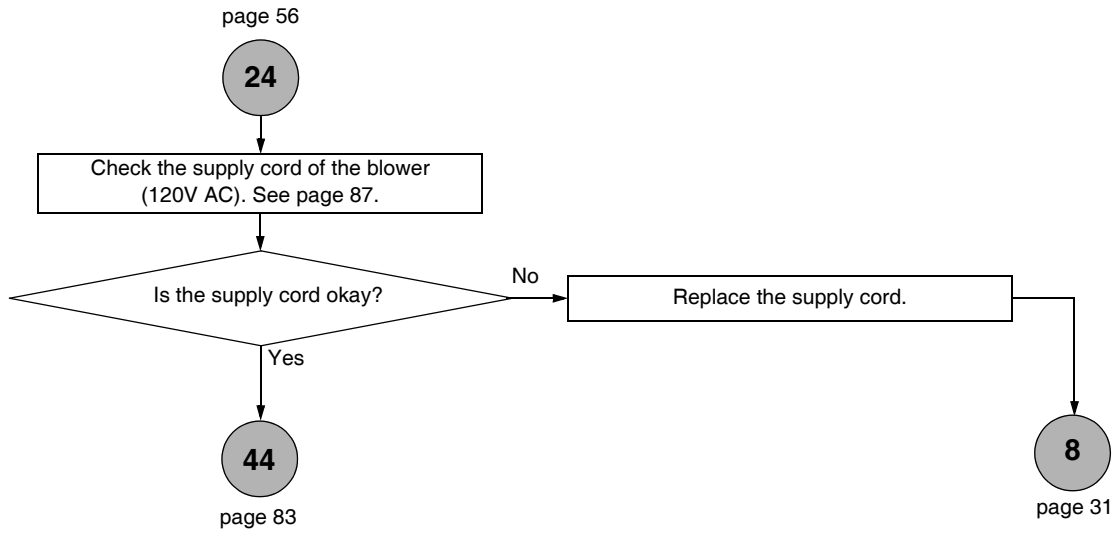 page 56
24
Check the supply cord of the blower
(120V AC). See page 87.
Is the supply cord okay?
No
Replace the supply cord.
Yes
44
page 83
8
page 31